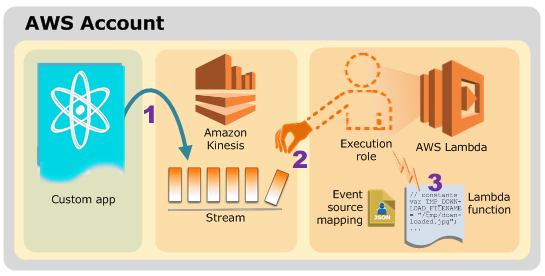 AWS Account
1
Custom app
Amazon
Kinesis
Stream
2
Execution
role
AWS Lambda
3
Event
source
mapping
JSON
// constants
var TMP_DOWN-
LOAD_FILENAME
= "/tmp/down-
loaded.jpg";
...
Lambda
function